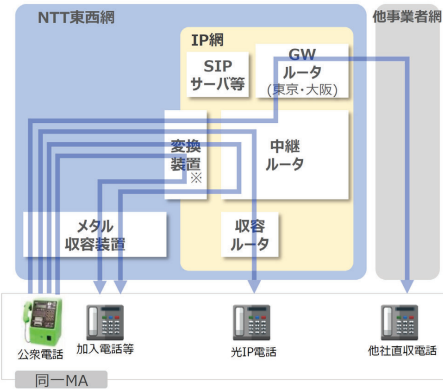 NTT東西網
他事業者網
IP網
SIP
サーバ等
GW
ルータ
(東京・大阪)
変換
装置
※
中継
ルータ
メタル
収容装置
収容
ルータ
公衆電話
加入電話等
光IP電話
他社直収電話
同一MA